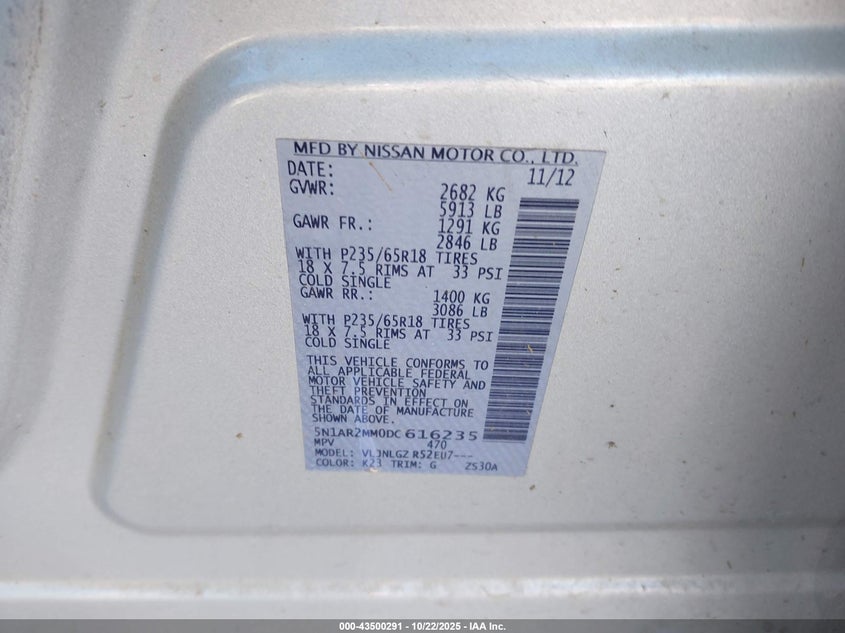 MFD BY NISSAN MOTOR CO., LTD.
DATE: 11/12
GVWR: 2682 KG
5913 LB
GAWR FR.: 1291 KG
2846 LB
WITH P235/65R18 TIRES
18 X 7.5 RIMS AT 33 PSI
COLD SINGLE
GAWR RR.: 1400 KG
3086 LB
WITH P235/65R18 TIRES
18 X 7.5 RIMS AT 33 PSI
COLD SINGLE
THIS VEHICLE CONFORMS TO
ALL APPLICABLE FEDERAL
MOTOR VEHICLE SAFETY AND
THEFT PREVENTION
STANDARDS IN EFFECT ON
THE DATE OF MANUFACTURE
SHOWN ABOVE.
5N1AR2MM0DC616235
MPV 470
MODEL: VLJNLGZ R52EU7---
COLOR: K23 TRIM: G ZS30A
000-43500291 - 10/22/2025 - IAA Inc.